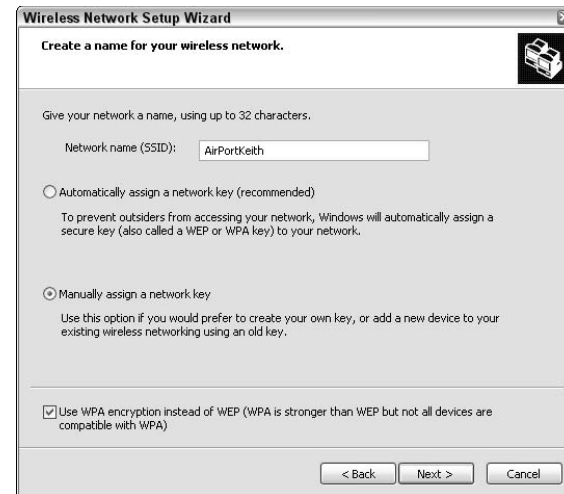 Wireless Network Setup Wizard
Create a name for your wireless network.
Give your network a name, using up to 32 characters.
Network name (SSID): AirPortKeith
Automatically assign a network key (recommended)
To prevent outsiders from accessing your network, Windows will automatically assign a
secure key (also called a WEP or WPA key) to your network.
Manually assign a network key
Use this option if you would prefer to create your own key, or add a new device to your
existing wireless networking using an old key.
Use WPA encryption instead of WEP (WPA is stronger than WEP but not all devices are
compatible with WPA)
< Back Next > Cancel